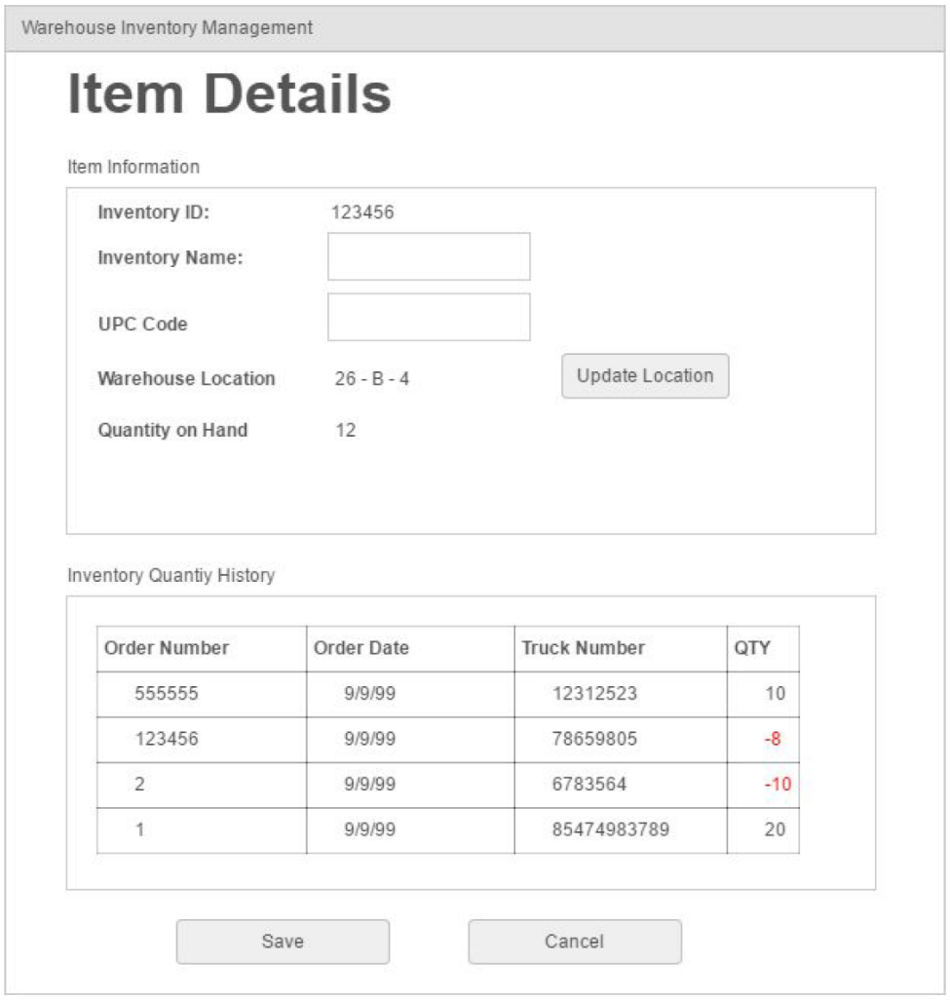 Warehouse Inventory Management
Item Details
Item Information
Inventory ID: 123456
Inventory Name:
UPC Code
Warehouse Location 26 - B - 4 Update Location
Quantity on Hand 12
Inventory Quantiy History
Order Number Order Date Truck Number QTY
555555 9/9/99 12312523 10
123456 9/9/99 78659805 -8
2 9/9/99 6783564 -10
1 9/9/99 85474983789 20
Save Cancel